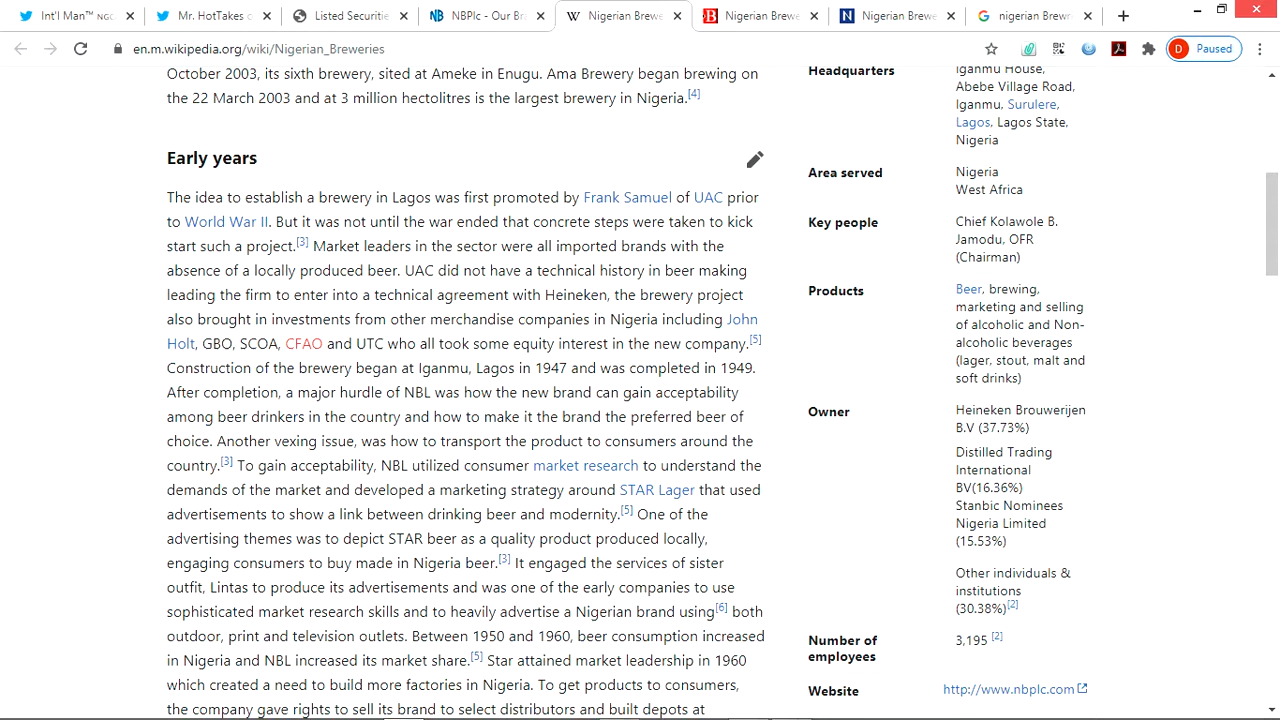 Int'l Man™ NGC
Mr. HotTakes o
Listed Securitie
NBPlc - Our Br
Nigerian Brewe
Nigerian Brewe
Nigerian Brewe
nigerian Brewr
en.m.wikipedia.org/wiki/Nigerian_Breweries
D Paused
October 2003, its sixth brewery, sited at Ameke in Enugu. Ama Brewery began brewing on
the 22 March 2003 and at 3 million hectolitres is the largest brewery in Nigeria.[4]
Early years
The idea to establish a brewery in Lagos was first promoted by Frank Samuel of UAC prior
to World War II. But it was not until the war ended that concrete steps were taken to kick
start such a project.[3] Market leaders in the sector were all imported brands with the
absence of a locally produced beer. UAC did not have a technical history in beer making
leading the firm to enter into a technical agreement with Heineken, the brewery project
also brought in investments from other merchandise companies in Nigeria including John
Holt, GBO, SCOA, CFAO and UTC who all took some equity interest in the new company.[5]
Construction of the brewery began at Iganmu, Lagos in 1947 and was completed in 1949.
After completion, a major hurdle of NBL was how the new brand can gain acceptability
among beer drinkers in the country and how to make it the brand the preferred beer of
choice. Another vexing issue, was how to transport the product to consumers around the
country.[3] To gain acceptability, NBL utilized consumer market research to understand the
demands of the market and developed a marketing strategy around STAR Lager that used
advertisements to show a link between drinking beer and modernity.[5] One of the
advertising themes was to depict STAR beer as a quality product produced locally,
engaging consumers to buy made in Nigeria beer.[3] It engaged the services of sister
outfit, Lintas to produce its advertisements and was one of the early companies to use
sophisticated market research skills and to heavily advertise a Nigerian brand using[6] both
outdoor, print and television outlets. Between 1950 and 1960, beer consumption increased
in Nigeria and NBL increased its market share.[5] Star attained market leadership in 1960
which created a need to build more factories in Nigeria. To get products to consumers,
the company gave rights to sell its brand to select distributors and built depots at
Headquarters
Iganmu House,
Abebe Village Road,
Iganmu, Surulere,
Lagos, Lagos State,
Nigeria
Area served
Nigeria
West Africa
Key people
Chief Kolawole B.
Jamodu, OFR
(Chairman)
Products
Beer, brewing,
marketing and selling
of alcoholic and Non-
alcoholic beverages
(lager, stout, malt and
soft drinks)
Owner
Heineken Brouwerijen
B.V (37.73%)
Distilled Trading
International
BV(16.36%)
Stanbic Nominees
Nigeria Limited
(15.53%)
Other individuals &
institutions
(30.38%)[2]
Number of
employees
3,195 [2]
Website
http://www.nbplc.com